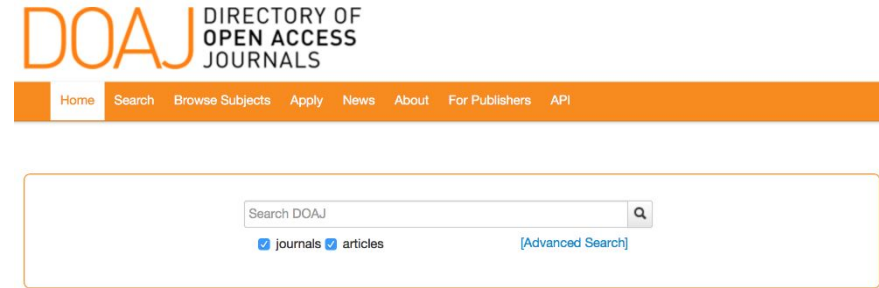 DOAJ DIRECTORY OF
OPEN ACCESS
JOURNALS
Home Search Browse Subjects Apply News About For Publishers API
Search DOAJ
journals articles [Advanced Search]